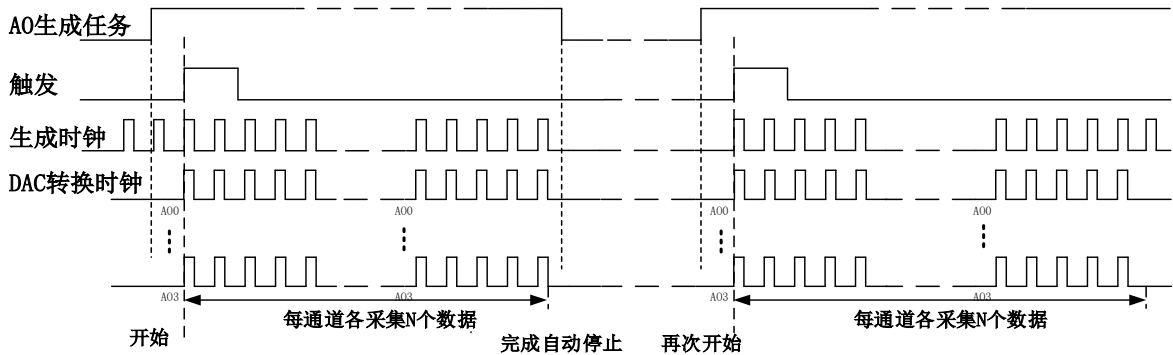 AO生成任务
触发
生成时钟
DAC转换时钟
AO0 AO0 AO0 AO0
AO3 AO3 AO3 AO3
每通道各采集N个数据 每通道各采集N个数据
开始 完成自动停止 再次开始